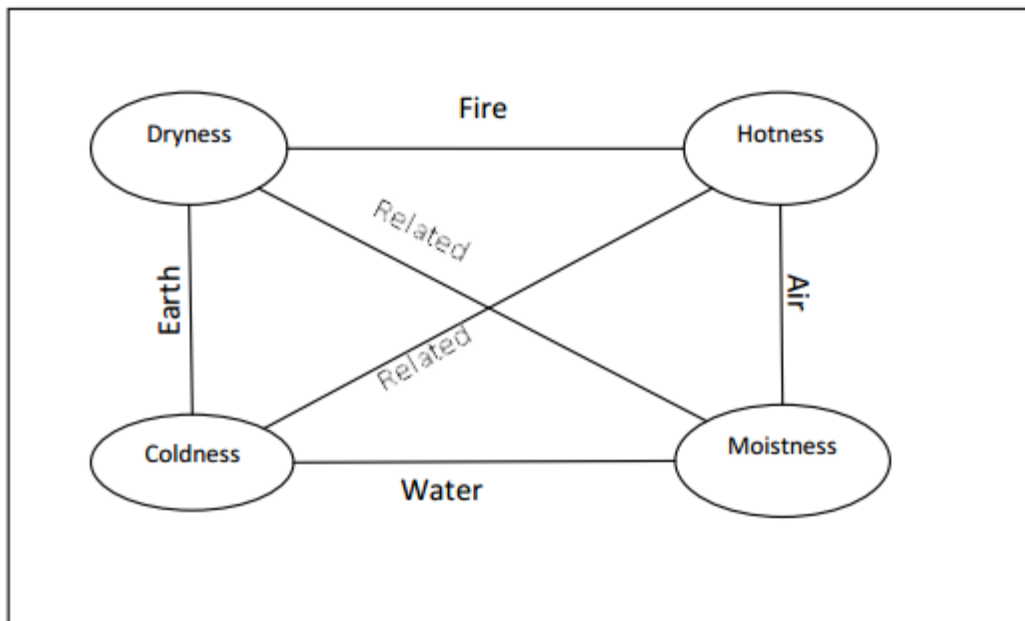 Fire
Dryness
Hotness
Related
Earth
Air
Related
Coldness
Moistness
Water